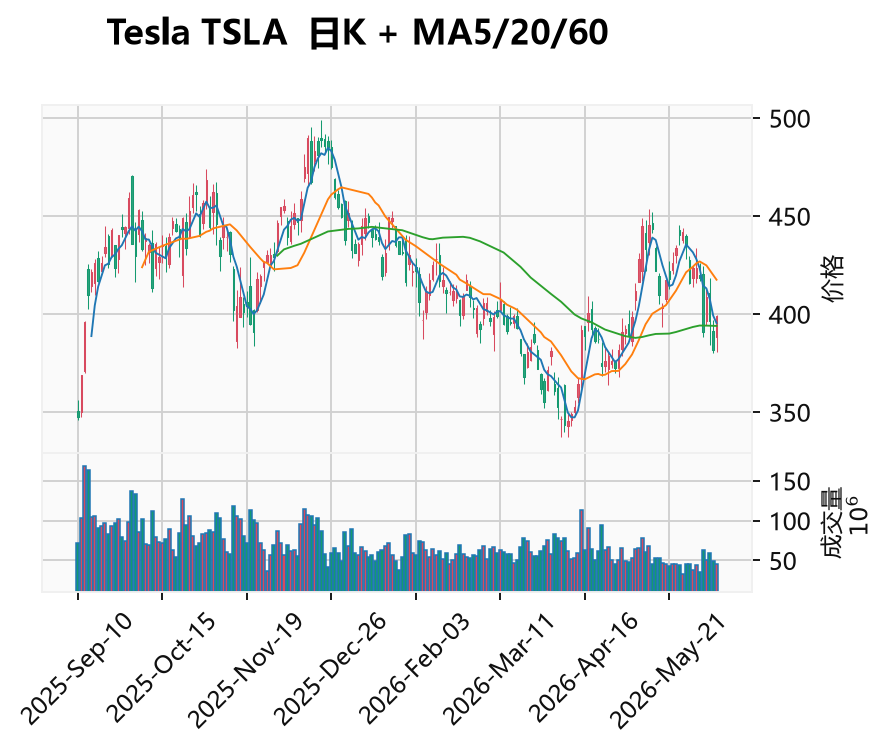 Tesla TSLA 日K + MA5/20/60
500
450
400
350
价格
150
100
50
成交量
10⁶
2025-Sep-10
2025-Oct-15
2025-Nov-19
2025-Dec-26
2026-Feb-03
2026-Mar-11
2026-Apr-16
2026-May-21